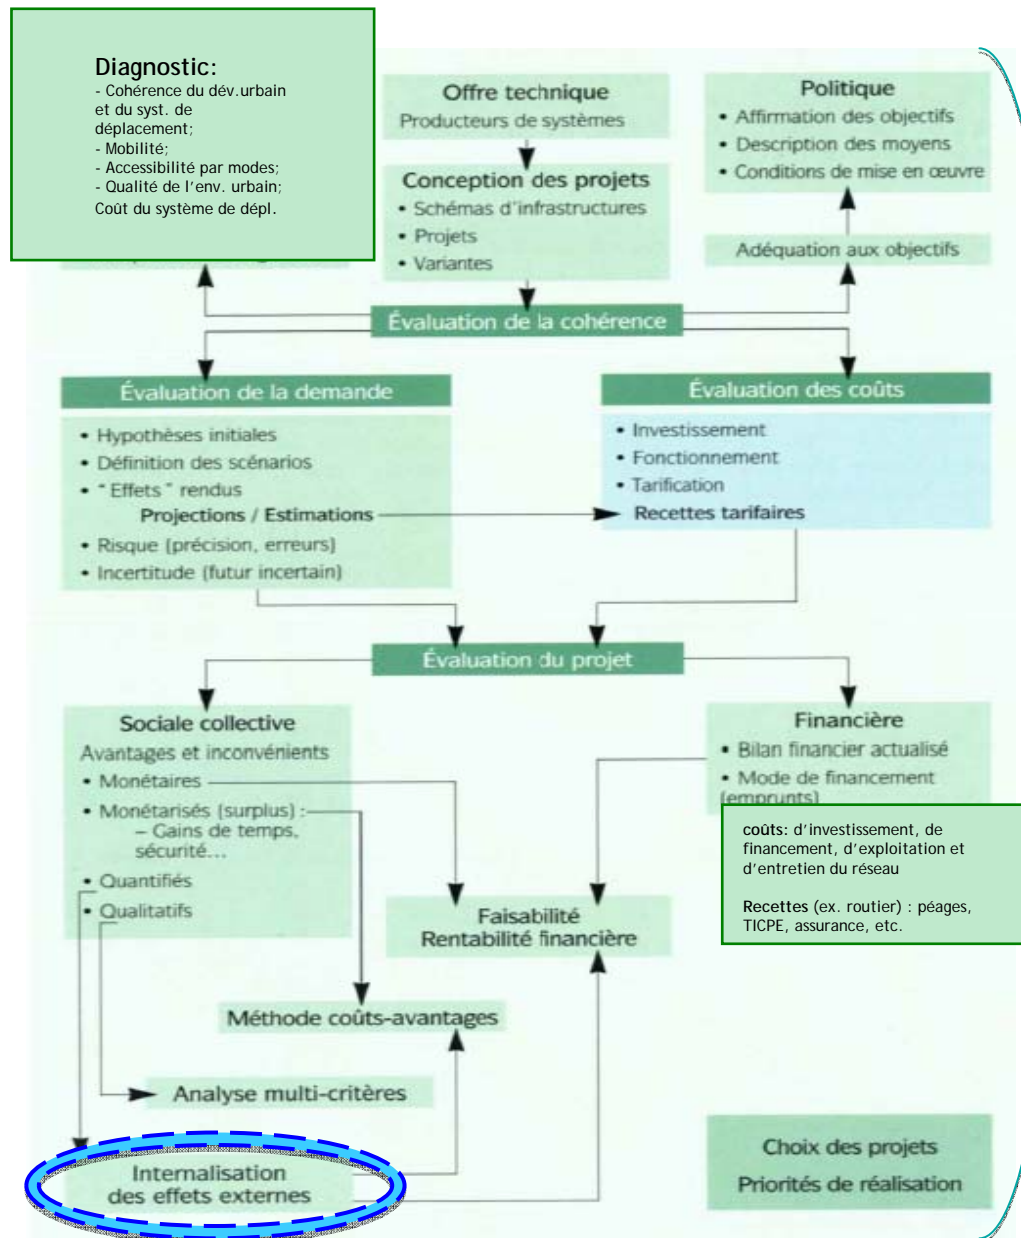 Diagnostic:
- Cohérence du dév.urbain
et du syst. de
déplacement;
- Mobilité;
- Accessibilité par modes;
- Qualité de l'env. urbain;
Coût du système de dépl.
Offre technique
Producteurs de systèmes
Politique
• Affirmation des objectifs
• Description des moyens
• Conditions de mise en œuvre
Conception des projets
• Schémas d'infrastructures
• Projets
• Variantes
Adéquation aux objectifs
Évaluation de la cohérence
Évaluation de la demande
• Hypothèses initiales
• Définition des scénarios
• "Effets" rendus
Projections / Estimations
• Risque (précision, erreurs)
• Incertitude (futur incertain)
Évaluation des coûts
• Investissement
• Fonctionnement
• Tarification
Recettes tarifaires
Évaluation du projet
Sociale collective
Avantages et inconvénients
• Monétaires
• Monétarisés (surplus) :
– Gains de temps,
sécurité...
• Quantifiés
• Qualitatifs
Financière
• Bilan financier actualisé
• Mode de financement
(emprunts)
coûts: d'investissement, de
financement, d'exploitation et
d'entretien du réseau
Recettes (ex. routier) : péages,
TICPE, assurance, etc.
Faisabilité
Rentabilité financière
Méthode coûts-avantages
Analyse multi-critères
Internalisation
des effets externes
Choix des projets
Priorités de réalisation